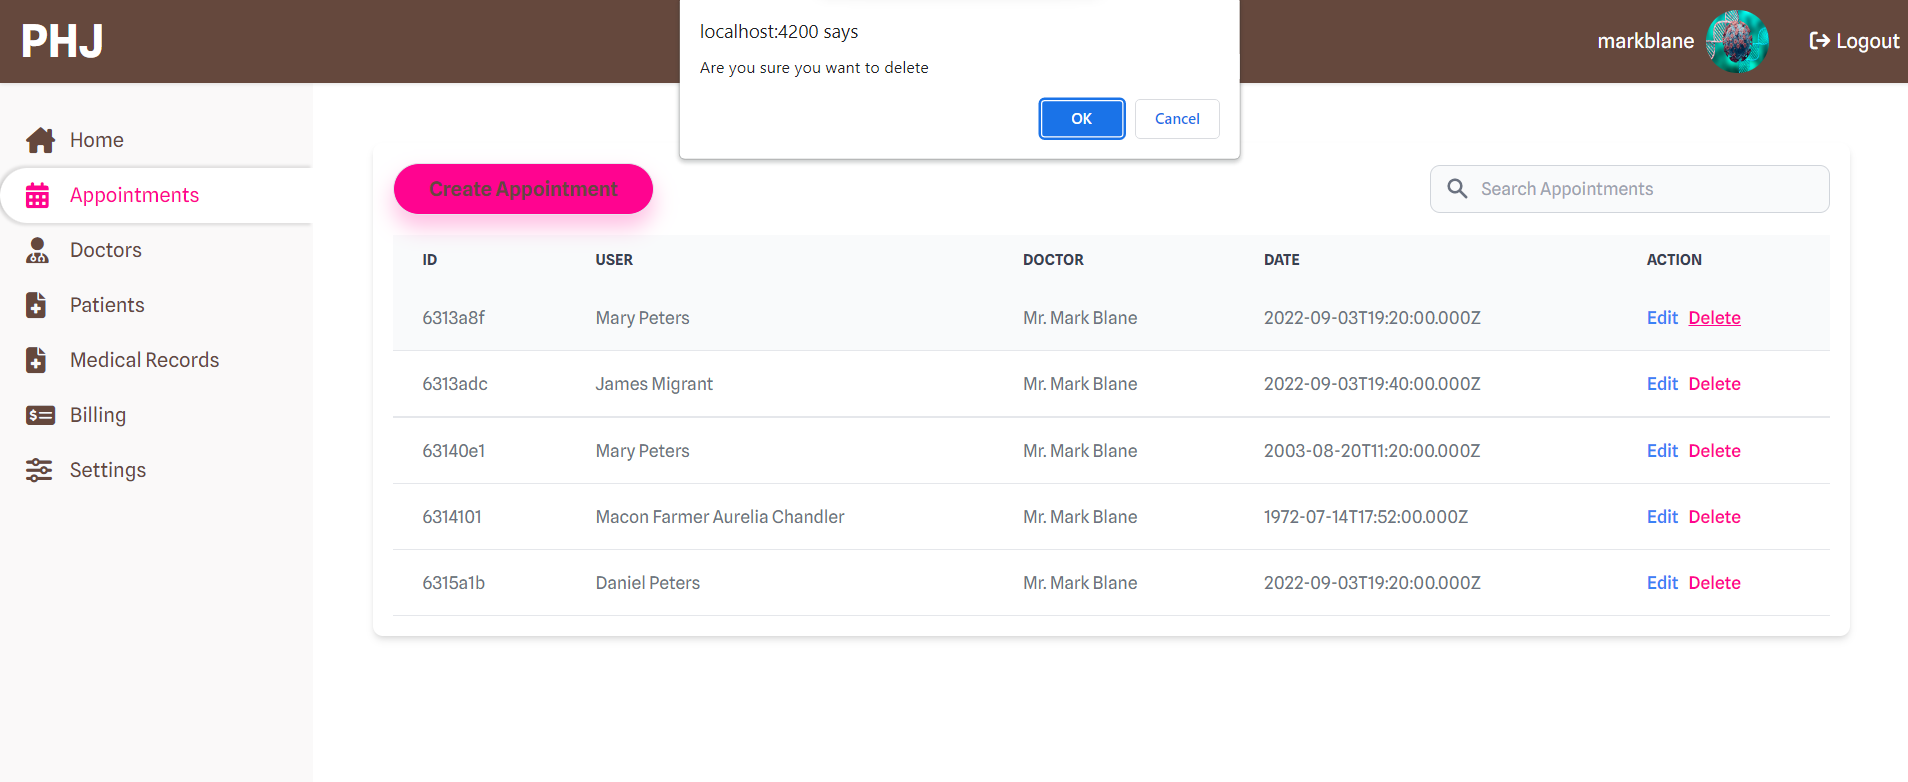 PHJ
localhost:4200 says
Are you sure you want to delete
OK Cancel
markblane
Logout
Home
Appointments
Doctors
Patients
Medical Records
Billing
Settings
Create Appointment
Search Appointments
ID USER DOCTOR DATE ACTION
6313a8f Mary Peters Mr. Mark Blane 2022-09-03T19:20:00.000Z Edit Delete
6313adc James Migrant Mr. Mark Blane 2022-09-03T19:40:00.000Z Edit Delete
63140e1 Mary Peters Mr. Mark Blane 2003-08-20T11:20:00.000Z Edit Delete
6314101 Macon Farmer Aurelia Chandler Mr. Mark Blane 1972-07-14T17:52:00.000Z Edit Delete
6315a1b Daniel Peters Mr. Mark Blane 2022-09-03T19:20:00.000Z Edit Delete